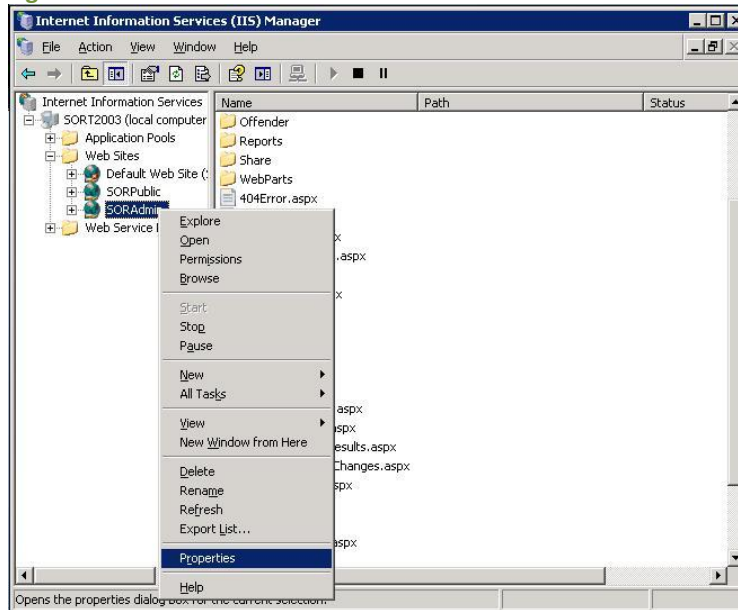 Internet Information Services (IIS) Manager
File Action View Window Help
Internet Information Services
SORT2003 (local computer
Application Pools
Web Sites
Default Web Site (
SORPublic
SORAdmin
Web Service
Name Path Status
Offender
Reports
Share
WebParts
404Error.aspx
x
.aspx
x
aspx
spx
esults.aspx
Changes.aspx
spx
aspx
Explore
Open
Permissions
Browse
Start
Stop
Pause
New
All Tasks
View
New Window from Here
Delete
Rename
Refresh
Export List...
Properties
Help
Opens the properties dialog box for the current selection.